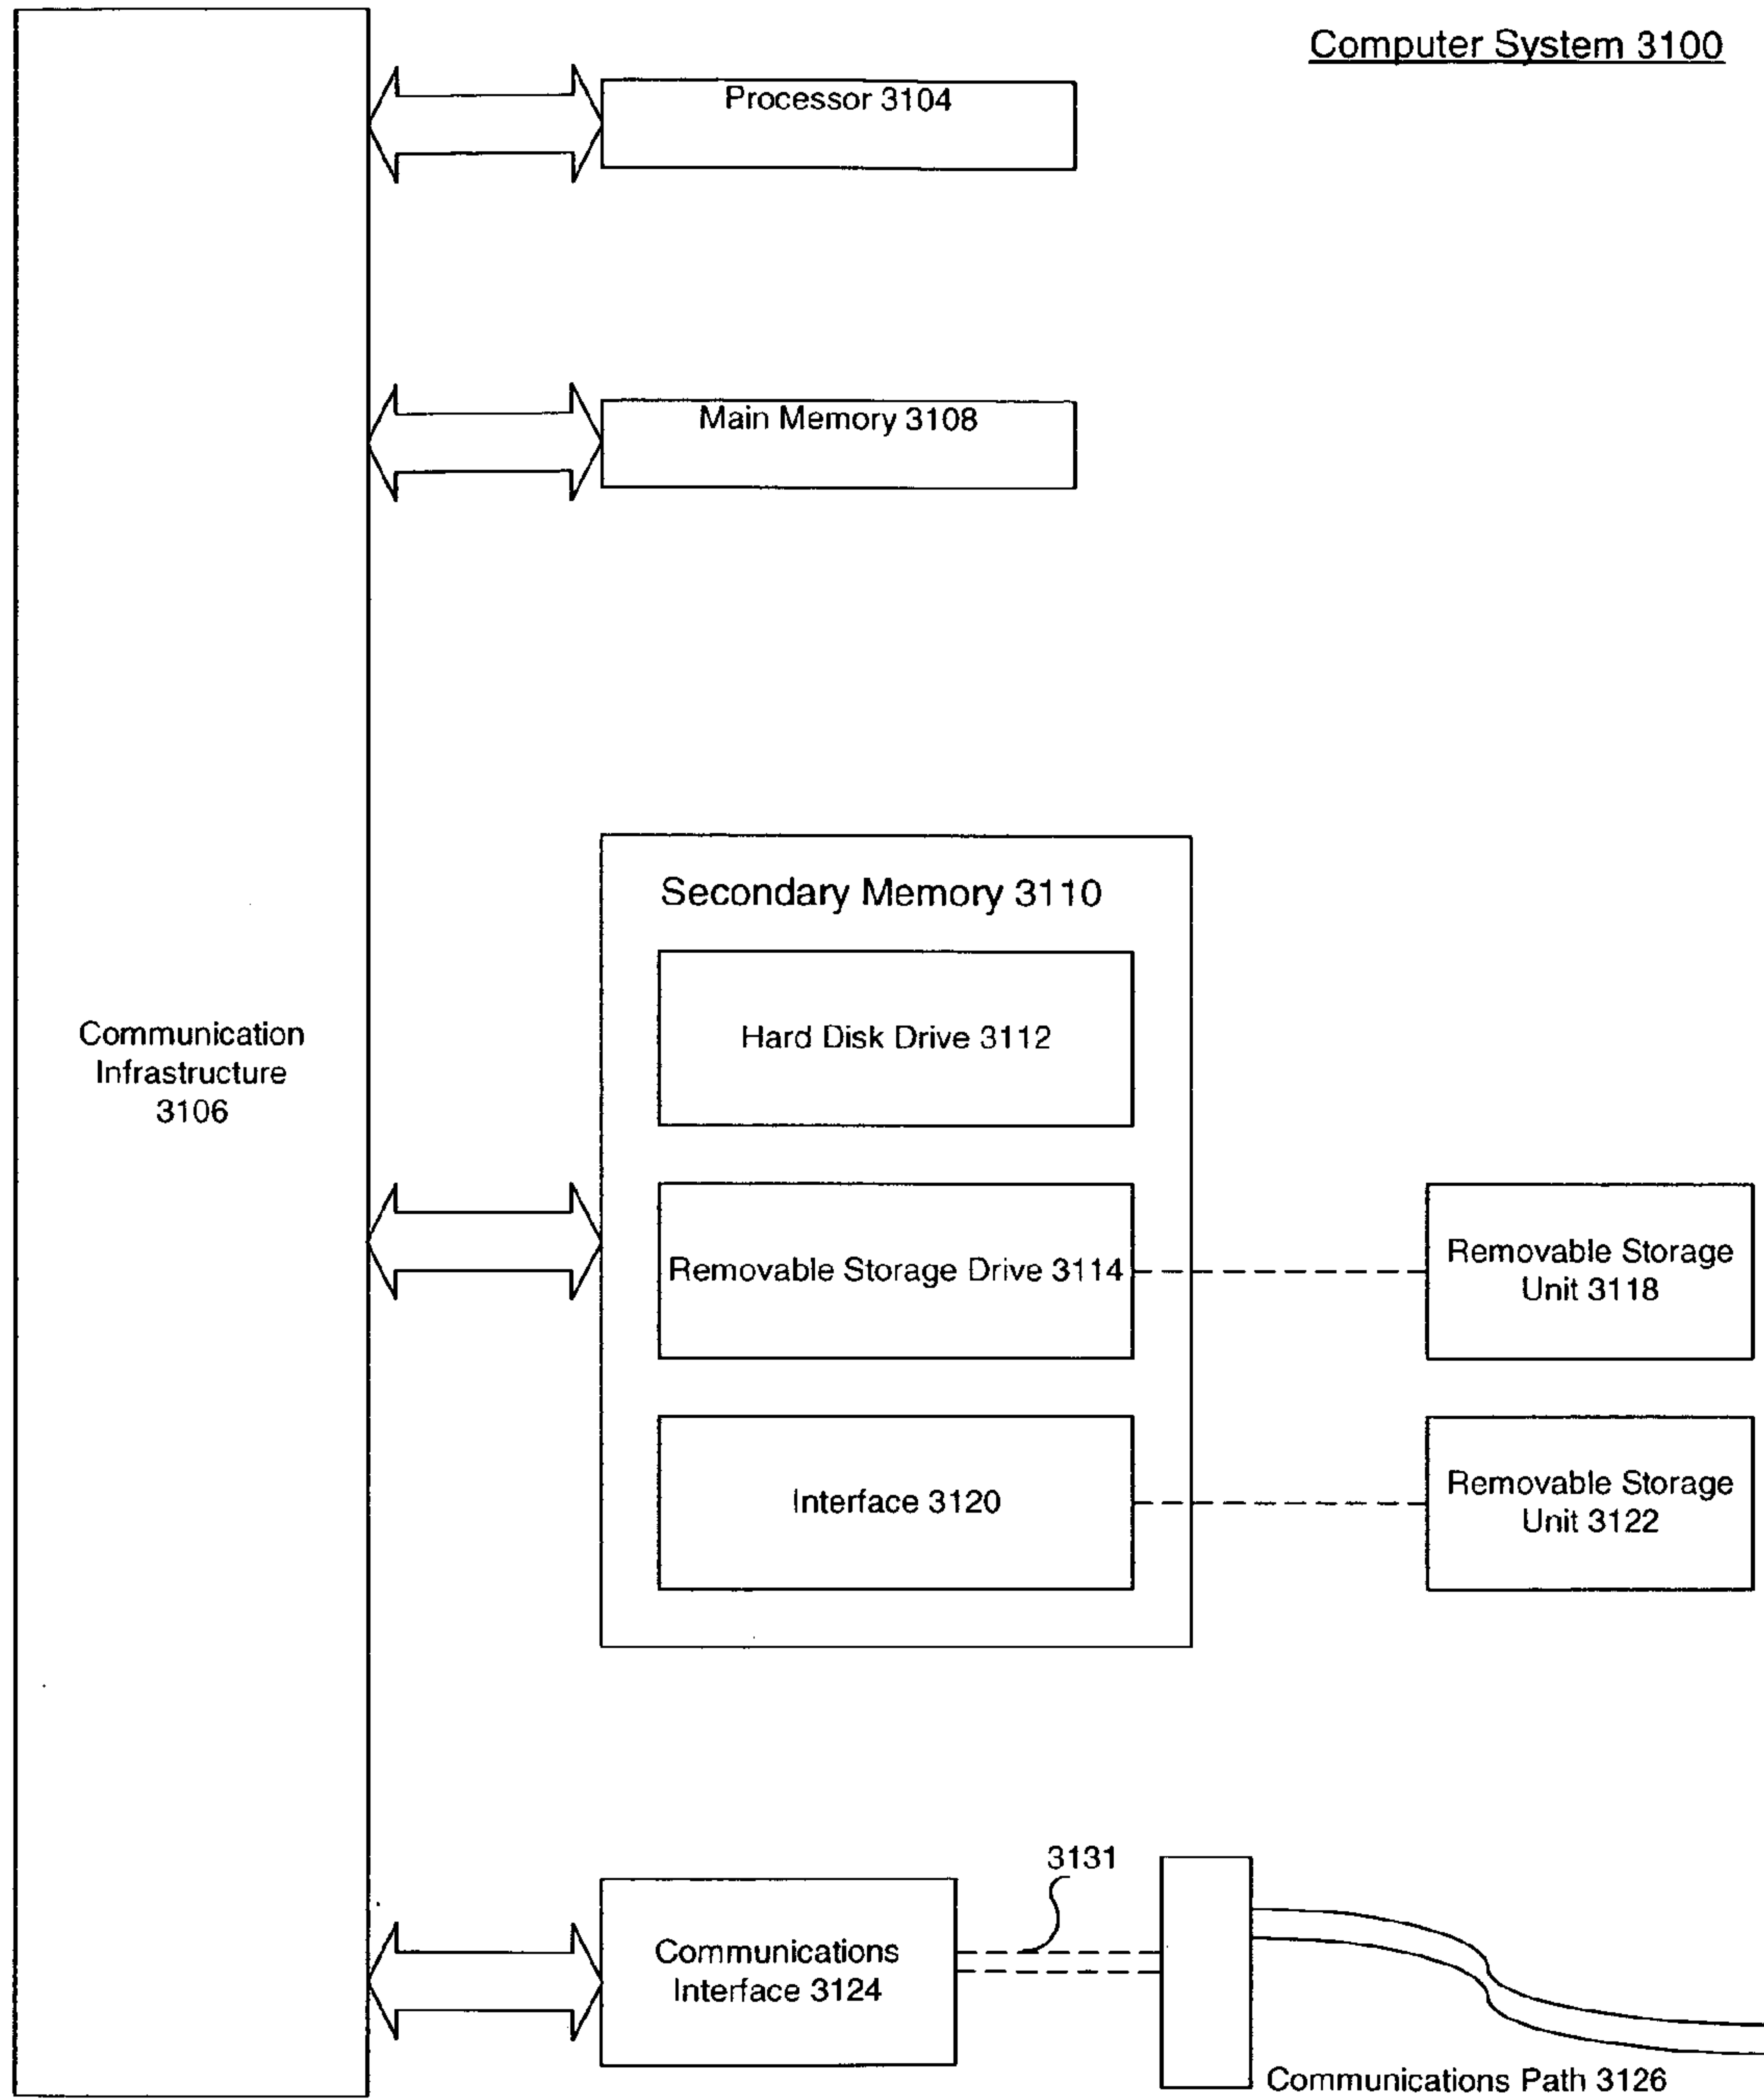 Computer System 3100
Processor 3104
Main Memory 3108
Secondary Memory 3110
Hard Disk Drive 3112
Communication
Infrastructure
3106
Removable Storage Drive 3114
Removable Storage
Unit 3118
Interface 3120
Removable Storage
Unit 3122
3131
Communications
Interface 3124
Communications Path 3126